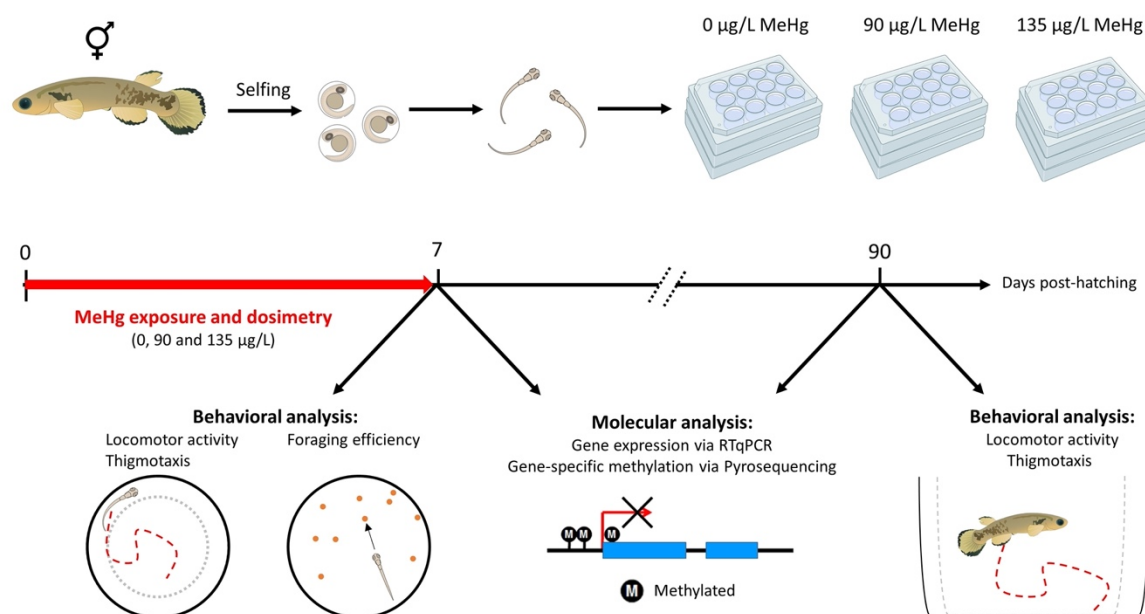 0 µg/L MeHg
90 µg/L MeHg
135 µg/L MeHg
Selfing
0
7
90
Days post-hatching
MeHg exposure and dosimetry
(0, 90 and 135 µg/L)
Behavioral analysis:
Locomotor activity
Thigmotaxis
Foraging efficiency
Molecular analysis:
Gene expression via RTqPCR
Gene-specific methylation via Pyrosequencing
M M M
M Methylated
Behavioral analysis:
Locomotor activity
Thigmotaxis